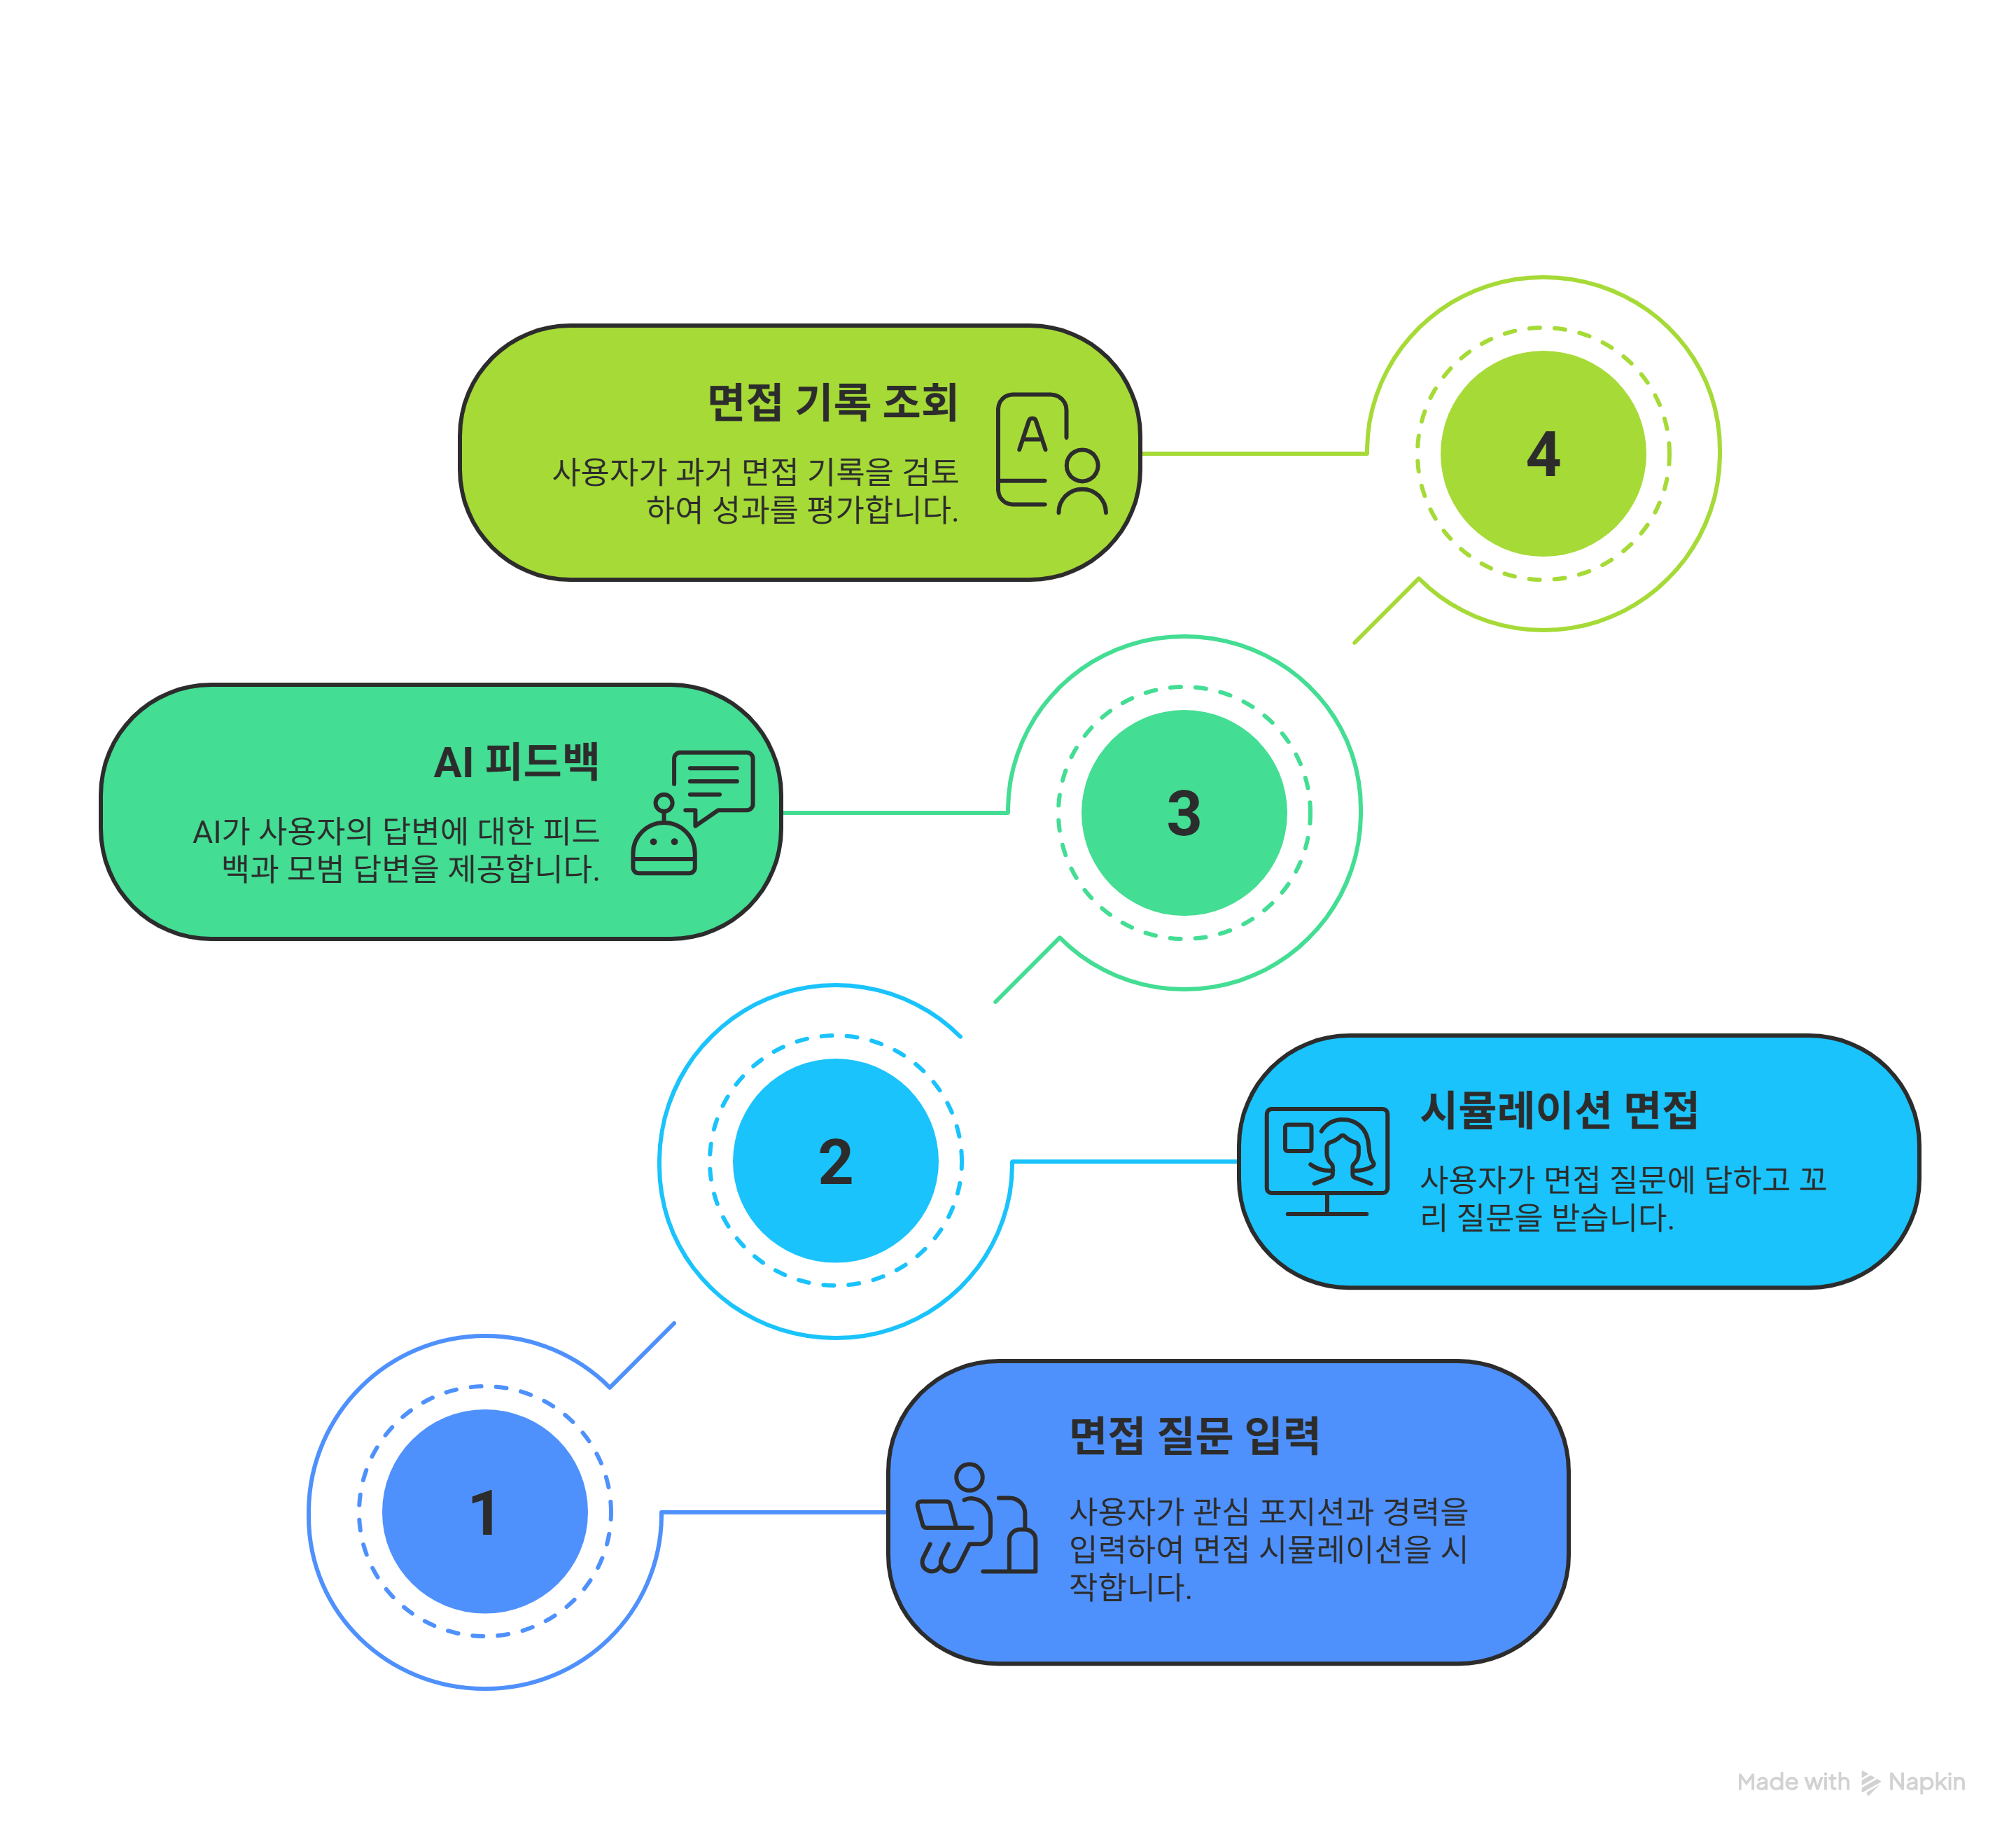 면접 기록 조회
사용자가 과거 면접 기록을 검토
하여 성과를 평가합니다.
A
4
AI 피드백
AI가 사용자의 답변에 대한 피드
백과 모범 답변을 제공합니다.
3
2
시뮬레이션 면접
사용자가 면접 질문에 답하고 꼬
리 질문을 받습니다.
1
면접 질문 입력
사용자가 관심 포지션과 경력을
입력하여 면접 시뮬레이션을 시
작합니다.
Made with Napkin